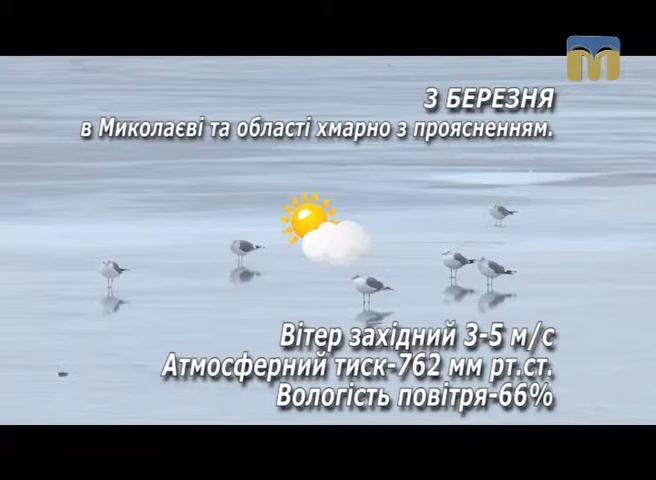 3 БЕРЕЗНЯ
в Миколаєві та області хмарно з проясненням.
Вітер західний 3-5 м/с
Атмосферний тиск-762 мм рт.ст.
Вологість повітря-66%